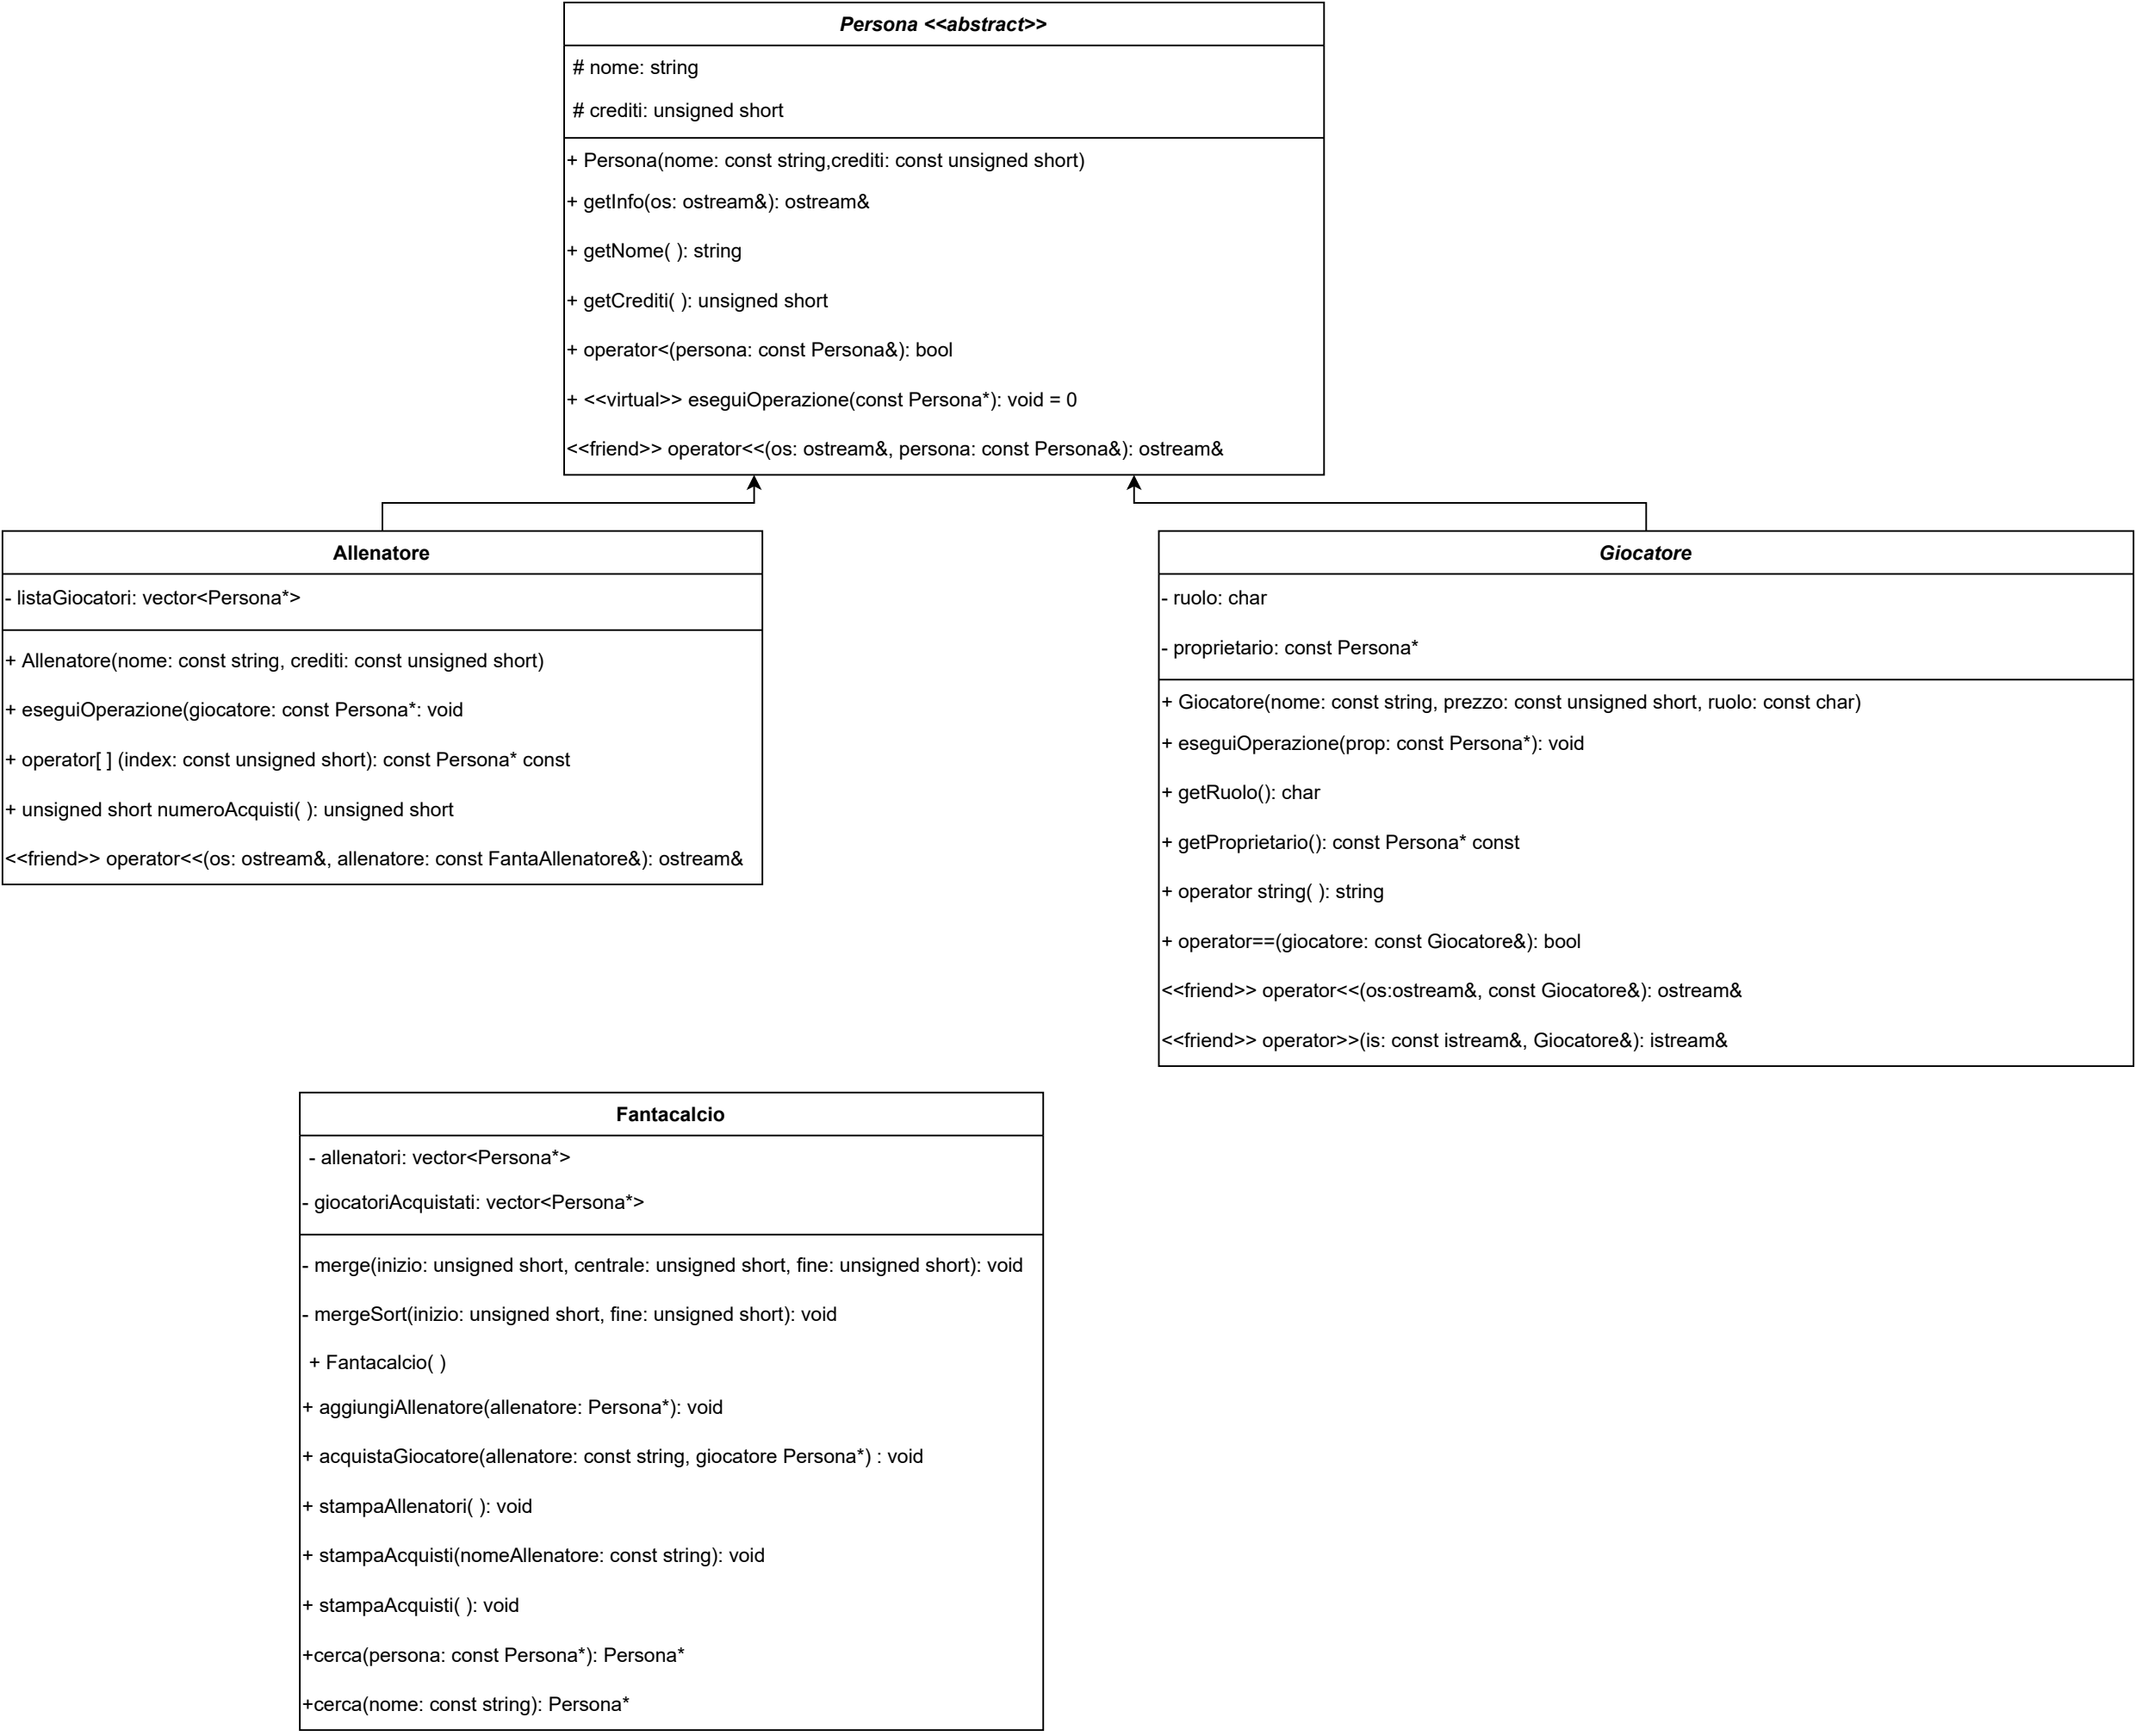 Persona <<abstract>>
# nome: string
# crediti: unsigned short
+ Persona(nome: const string,crediti: const unsigned short)
+ getInfo(os: ostream&): ostream&
+ getNome( ): string
+ getCrediti( ): unsigned short
+ operator<(persona: const Persona&): bool
+ <<virtual>> eseguiOperazione(const Persona*): void = 0
<<friend>> operator<<(os: ostream&, persona: const Persona&): ostream&
Allenatore
- listaGiocatori: vector<Persona*>
+ Allenatore(nome: const string, crediti: const unsigned short)
+ eseguiOperazione(giocatore: const Persona*: void
+ operator[ ] (index: const unsigned short): const Persona* const
+ unsigned short numeroAcquisti( ): unsigned short
<<friend>> operator<<(os: ostream&, allenatore: const FantaAllenatore&): ostream&
Giocatore
- ruolo: char
- proprietario: const Persona*
+ Giocatore(nome: const string, prezzo: const unsigned short, ruolo: const char)
+ eseguiOperazione(prop: const Persona*): void
+ getRuolo(): char
+ getProprietario(): const Persona* const
+ operator string( ): string
+ operator==(giocatore: const Giocatore&): bool
<<friend>> operator<<(os:ostream&, const Giocatore&): ostream&
<<friend>> operator>>(is: const istream&, Giocatore&): istream&
Fantacalcio
- allenatori: vector<Persona*>
- giocatoriAcquistati: vector<Persona*>
- merge(inizio: unsigned short, centrale: unsigned short, fine: unsigned short): void
- mergeSort(inizio: unsigned short, fine: unsigned short): void
+ Fantacalcio( )
+ aggiungiAllenatore(allenatore: Persona*): void
+ acquistaGiocatore(allenatore: const string, giocatore Persona*) : void
+ stampaAllenatori( ): void
+ stampaAcquisti(nomeAllenatore: const string): void
+ stampaAcquisti( ): void
+cerca(persona: const Persona*): Persona*
+cerca(nome: const string): Persona*